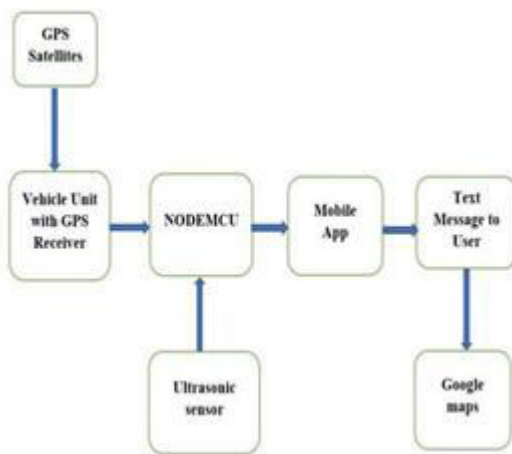 GPS
Satellites
Vehicle Unit
with GPS
Receiver
NODEMCU
Mobile
App
Text
Message to
User
Ultrasonic
sensor
Google
maps